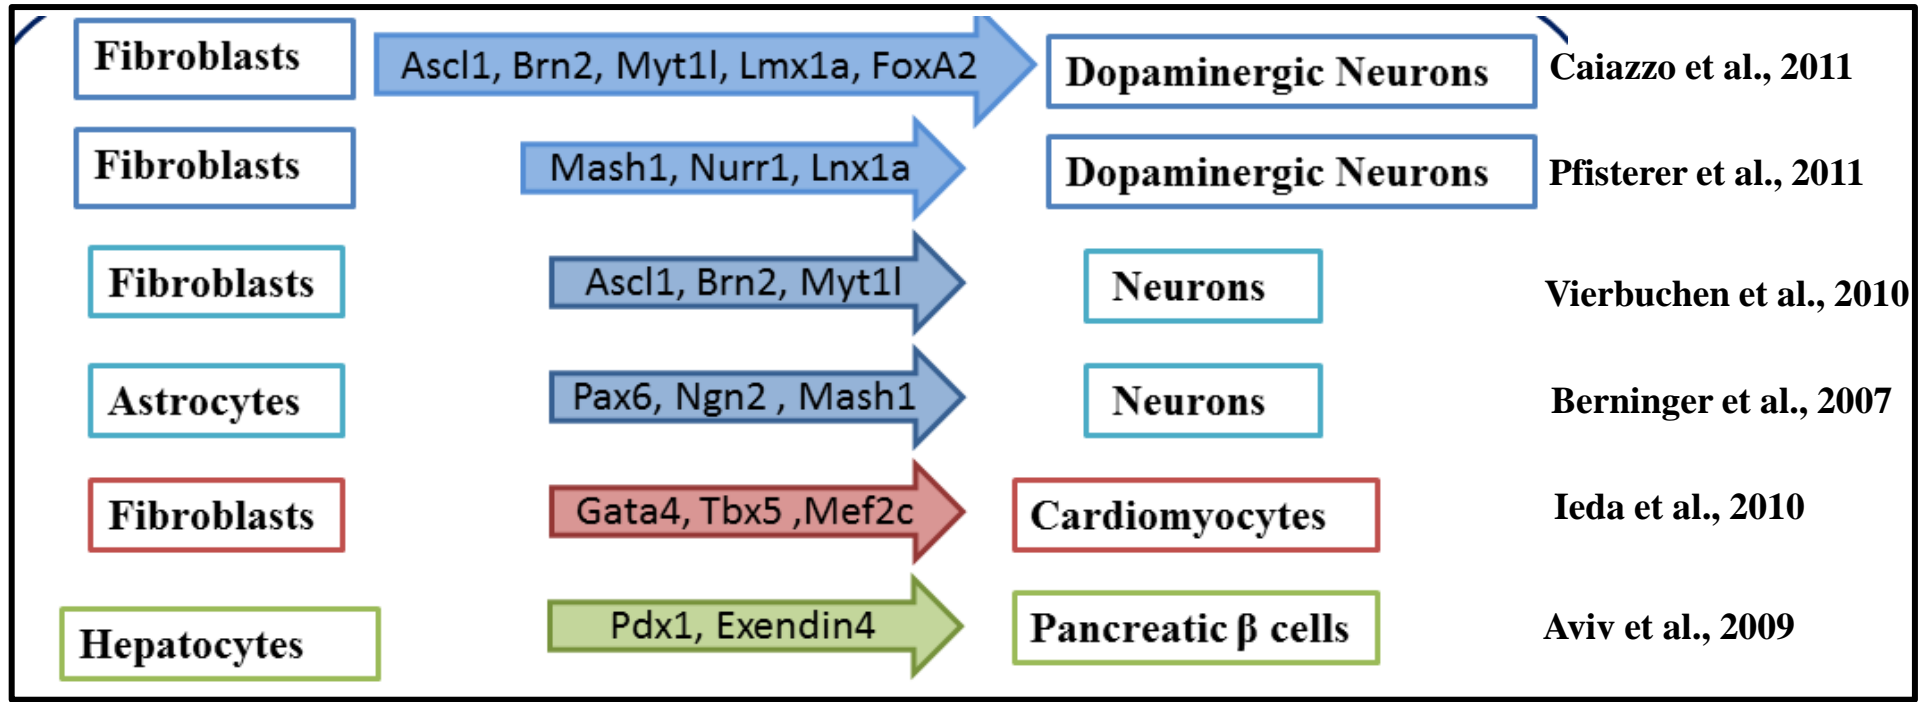 Fibroblasts Ascl1, Brn2, Myt1l, Lmx1a, FoxA2 Dopaminergic Neurons Caiazzo et al., 2011
Fibroblasts Mash1, Nurr1, Lnx1a Dopaminergic Neurons Pfisterer et al., 2011
Fibroblasts Ascl1, Brn2, Myt1l Neurons Vierbuchen et al., 2010
Astrocytes Pax6, Ngn2 , Mash1 Neurons Berninger et al., 2007
Fibroblasts Gata4, Tbx5 ,Mef2c Cardiomyocytes Ieda et al., 2010
Hepatocytes Pdx1, Exendin4 Pancreatic β cells Aviv et al., 2009